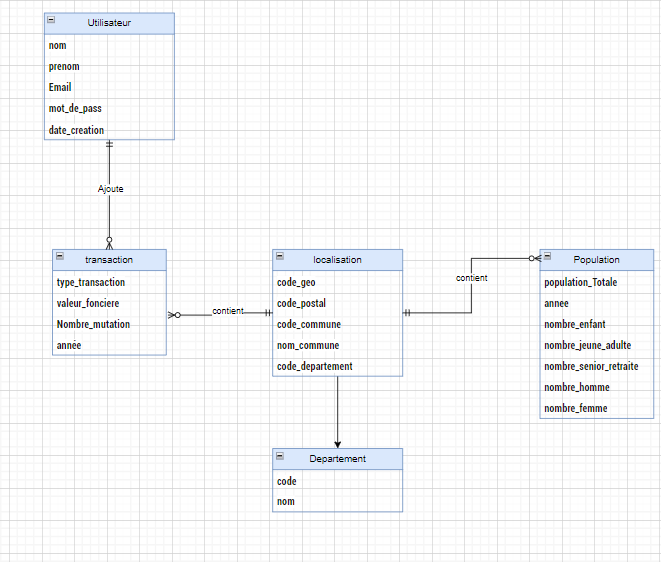 Utilisateur
nom
prenom
Email
mot_de_pass
date_creation
Ajoute
transaction
type_transaction
valeur_fonciere
Nombre_mutation
année
contient
localisation
code_geo
code_postal
code_commune
nom_commune
code_departement
contient
Population
population_Totale
annee
nombre_enfant
nombre_jeune_adulte
nombre_senior_retraite
nombre_homme
nombre_femme
Departement
code
nom